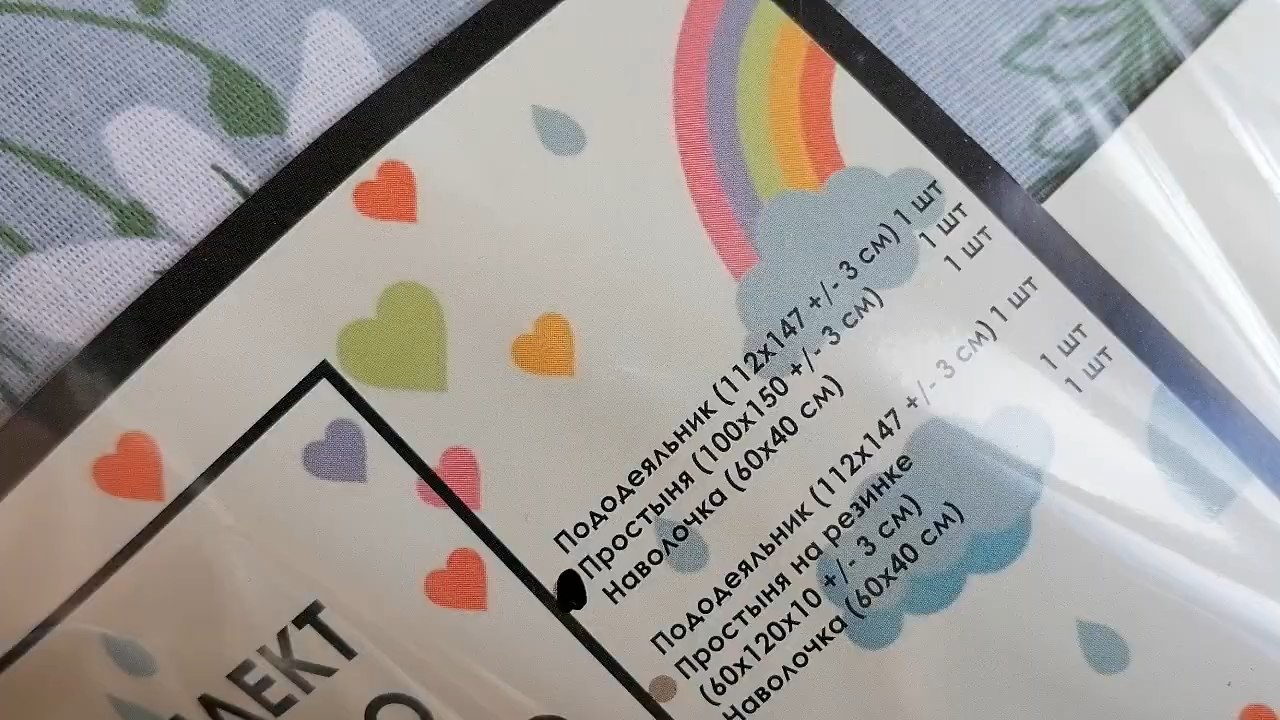 Пододеяльник (112х147 +/- 3 см) 1 шт
Простыня (100х150 +/- 3 см) 1 шт
Наволочка (60х40 см) 1 шт
Пододеяльник (112х147 +/- 3 см) 1 шт
Простыня на резинке
(60х120х10 +/- 3 см) 1 шт
Наволочка (60х40 см) 1 шт